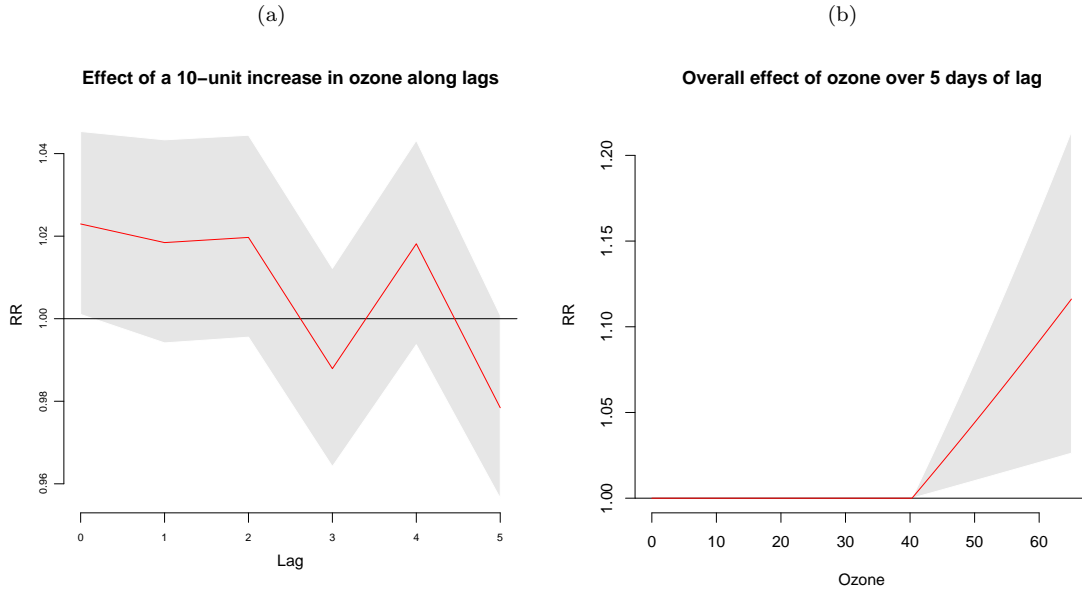 (a)
Effect of a 10−unit increase in ozone along lags
RR
1.04
1.02
1.00
0.98
0.96
0 1 2 3 4 5
Lag
(b)
Overall effect of ozone over 5 days of lag
RR
1.20
1.15
1.10
1.05
1.00
0 10 20 30 40 50 60
Ozone